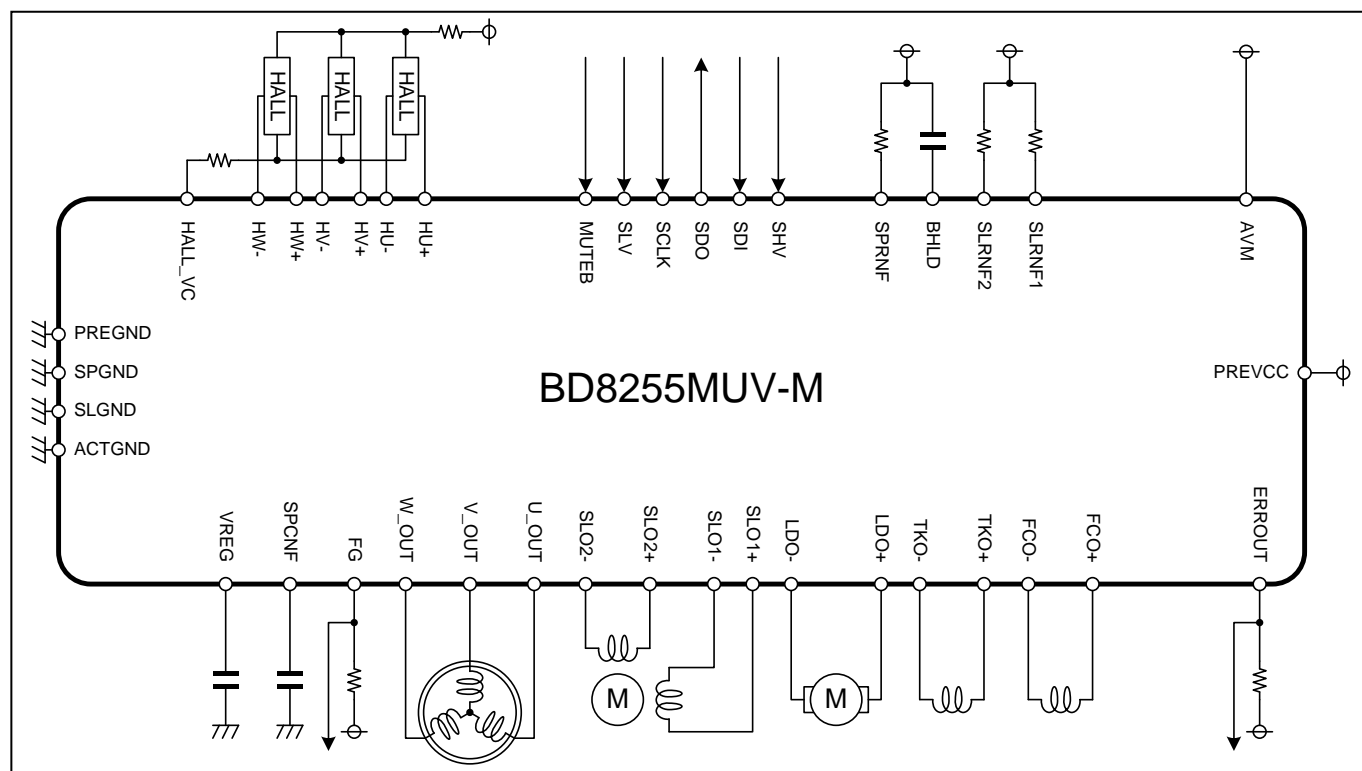 HALL
HALL
HALL
HALL_VC
HW-
HW+
HV-
HV+
HU-
HU+
MUTEB
SLV
SCLK
SDO
SDI
SHV
SPRNF
BHLD
SLRNF2
SLRNF1
AVM
PREGND
SPGND
SLGND
ACTGND
BD8255MUV-M
PREVCC
VREG
SPCNF
FG
W_OUT
V_OUT
U_OUT
SLO2-
SLO2+
SLO1-
SLO1+
LDO-
LDO+
TKO-
TKO+
FCO-
FCO+
ERROUT
M
M